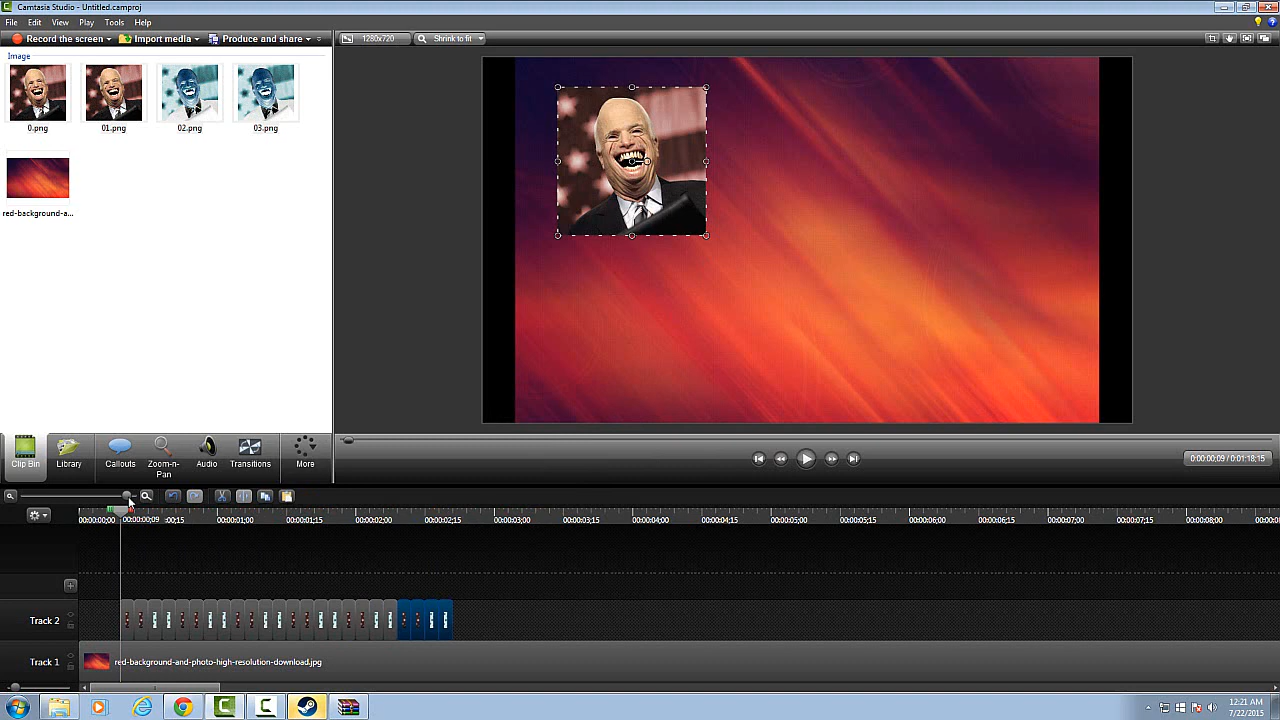 Camtasia Studio - Untitled.camproj
File Edit View Play Tools Help
Record the screen Import media Produce and share
1280x720 Shrink to fit
Image
0.png 01.png 02.png 03.png
red-background-a...
Clip Bin Library Callouts Zoom-n-Pan Audio Transitions More
0:00:00;09 / 0:01:18;15
00:00:00;00 00:00:00;09 ;00;15 00:00:01;00 00:00:01;15 00:00:02;00 00:00:02;15 00:00:03;00 00:00:03;15 00:00:04;00 00:00:04;15 00:00:05;00 00:00:05;15 00:00:06;00 00:00:06;15 00:00:07;00 00:00:07;15 00:00:08;00
Track 2
Track 1 red-background-and-photo-high-resolution-download.jpg
12:21 AM
7/22/2015